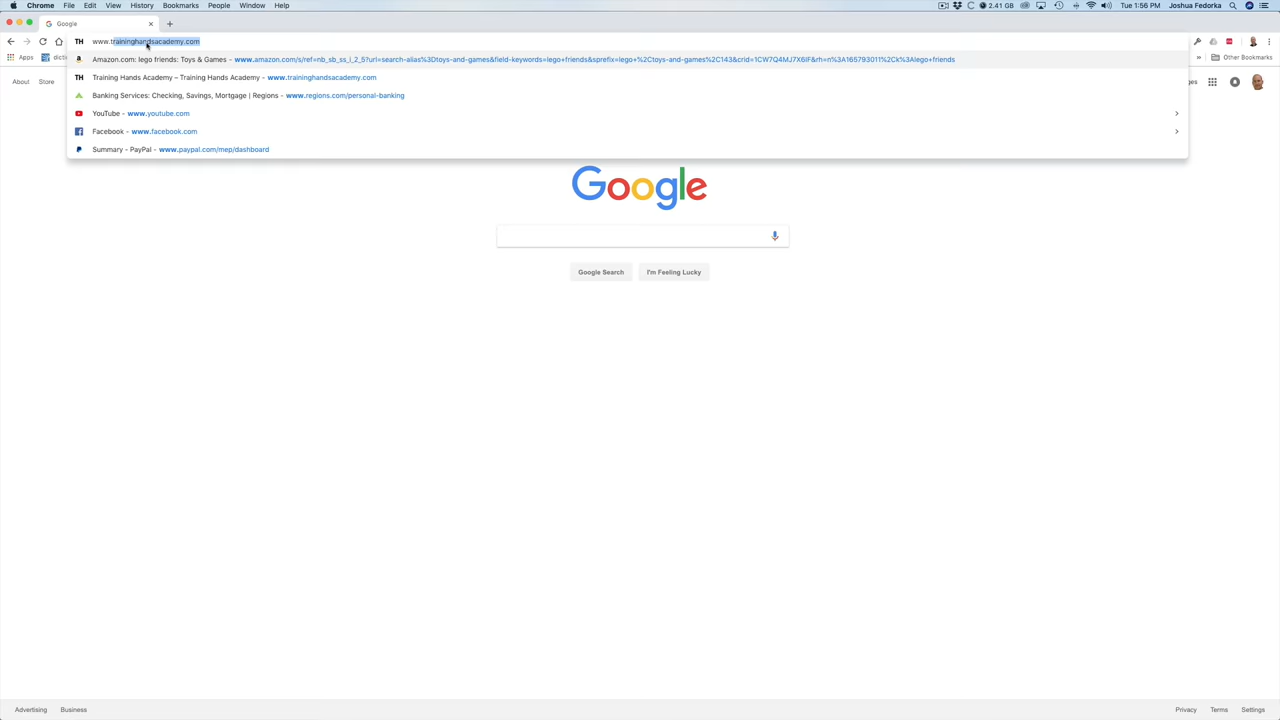 Chrome File Edit View History Bookmarks People Window Help 2.41 GB Tue 1:56 PM Joshua Fedorka
Google
TH www.traininghandsacademy.com
Apps Other Bookmarks
Amazon.com: lego friends: Toys & Games - www.amazon.com/s/ref=nb_sb_ss_i_2_5?url=search-alias%3Dtoys-and-games&field-keywords=lego+friends&sprefix=lego+%2Ctoys-and-games%2C143&crid=1CW7Q4MJ7X6IF&rh=n%3A165793011%2Ck%3Alego+friends
TH Training Hands Academy – Training Hands Academy - www.traininghandsacademy.com
About Store
Banking Services: Checking, Savings, Mortgage | Regions - www.regions.com/personal-banking
YouTube - www.youtube.com
Facebook - www.facebook.com
Summary - PayPal - www.paypal.com/mep/dashboard
Google
Google Search I'm Feeling Lucky
Advertising Business Privacy Terms Settings